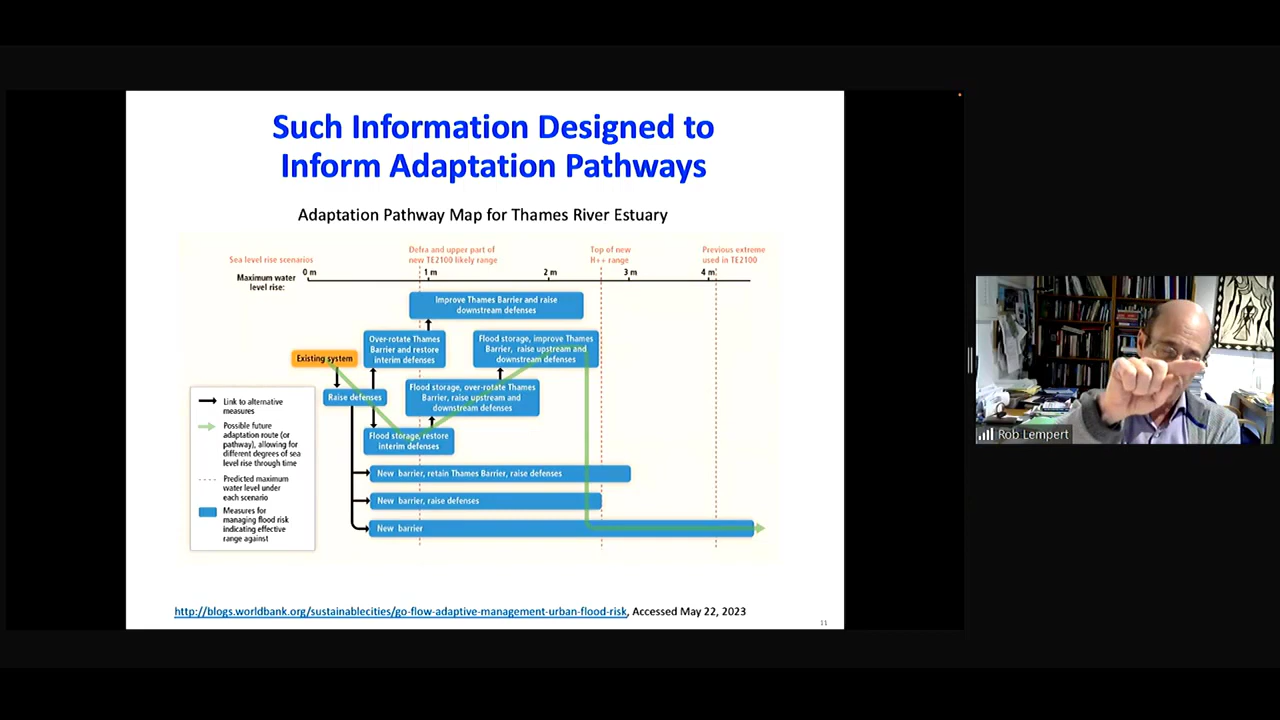 Such Information Designed to
Inform Adaptation Pathways
Adaptation Pathway Map for Thames River Estuary
Sea level rise scenarios
Defra and upper part of
new TE2100 likely range
Top of new
H++ range
Previous extreme
used in TE2100
Maximum water
level rise:
0 m
1 m
2 m
3 m
4 m
Improve Thames Barrier and raise
downstream defenses
Over-rotate Thames
Barrier and restore
interim defenses
Flood storage, improve Thames
Barrier, raise upstream and
downstream defenses
Existing system
Raise defenses
Flood storage, over-rotate Thames
Barrier, raise upstream and
downstream defenses
Flood storage, restore
interim defenses
New barrier, retain Thames Barrier, raise defenses
New barrier, raise defenses
New barrier
Link to alternative
measures
Possible future
adaptation route (or
pathway), allowing for
different degrees of sea
level rise through time
Predicted maximum
water level under
each scenario
Measures for
managing flood risk
indicating effective
range against
http://blogs.worldbank.org/sustainablecities/go-flow-adaptive-management-urban-flood-risk, Accessed May 22, 2023
11
Rob Lempert